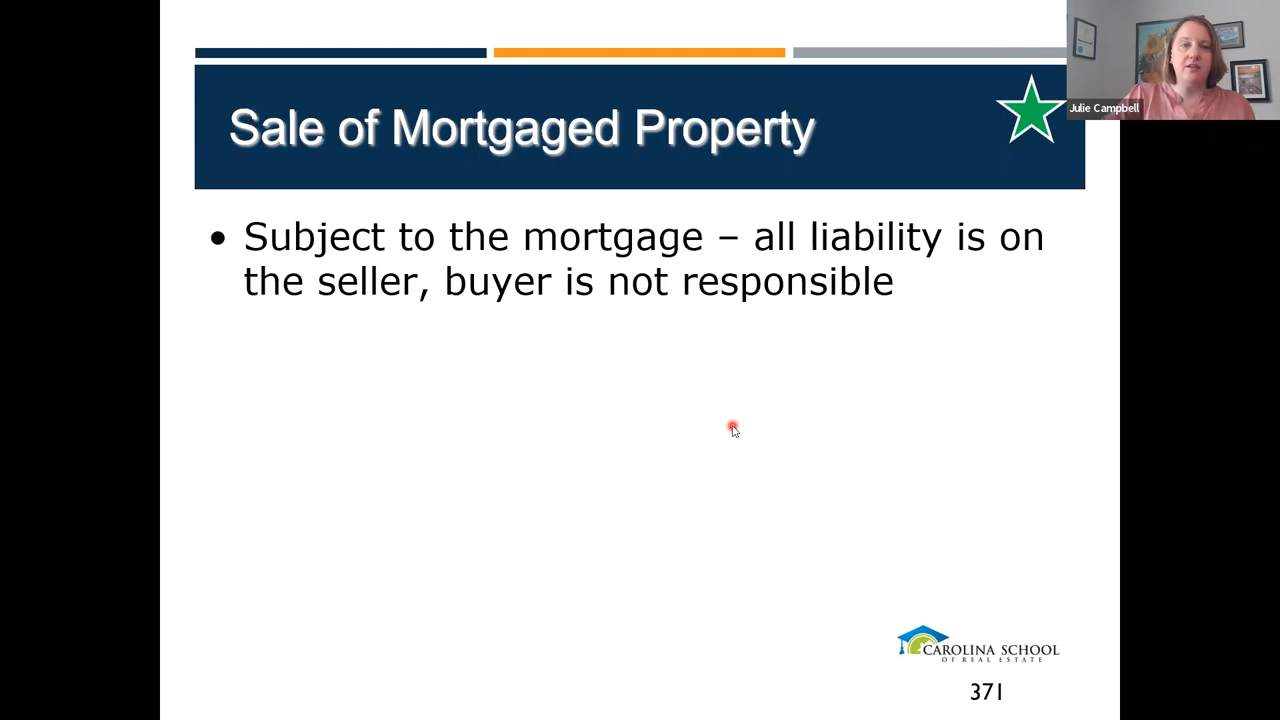 Sale of Mortgaged Property
Julie Campbell
• Subject to the mortgage – all liability is on
the seller, buyer is not responsible
CAROLINA SCHOOL
OF REAL ESTATE
371